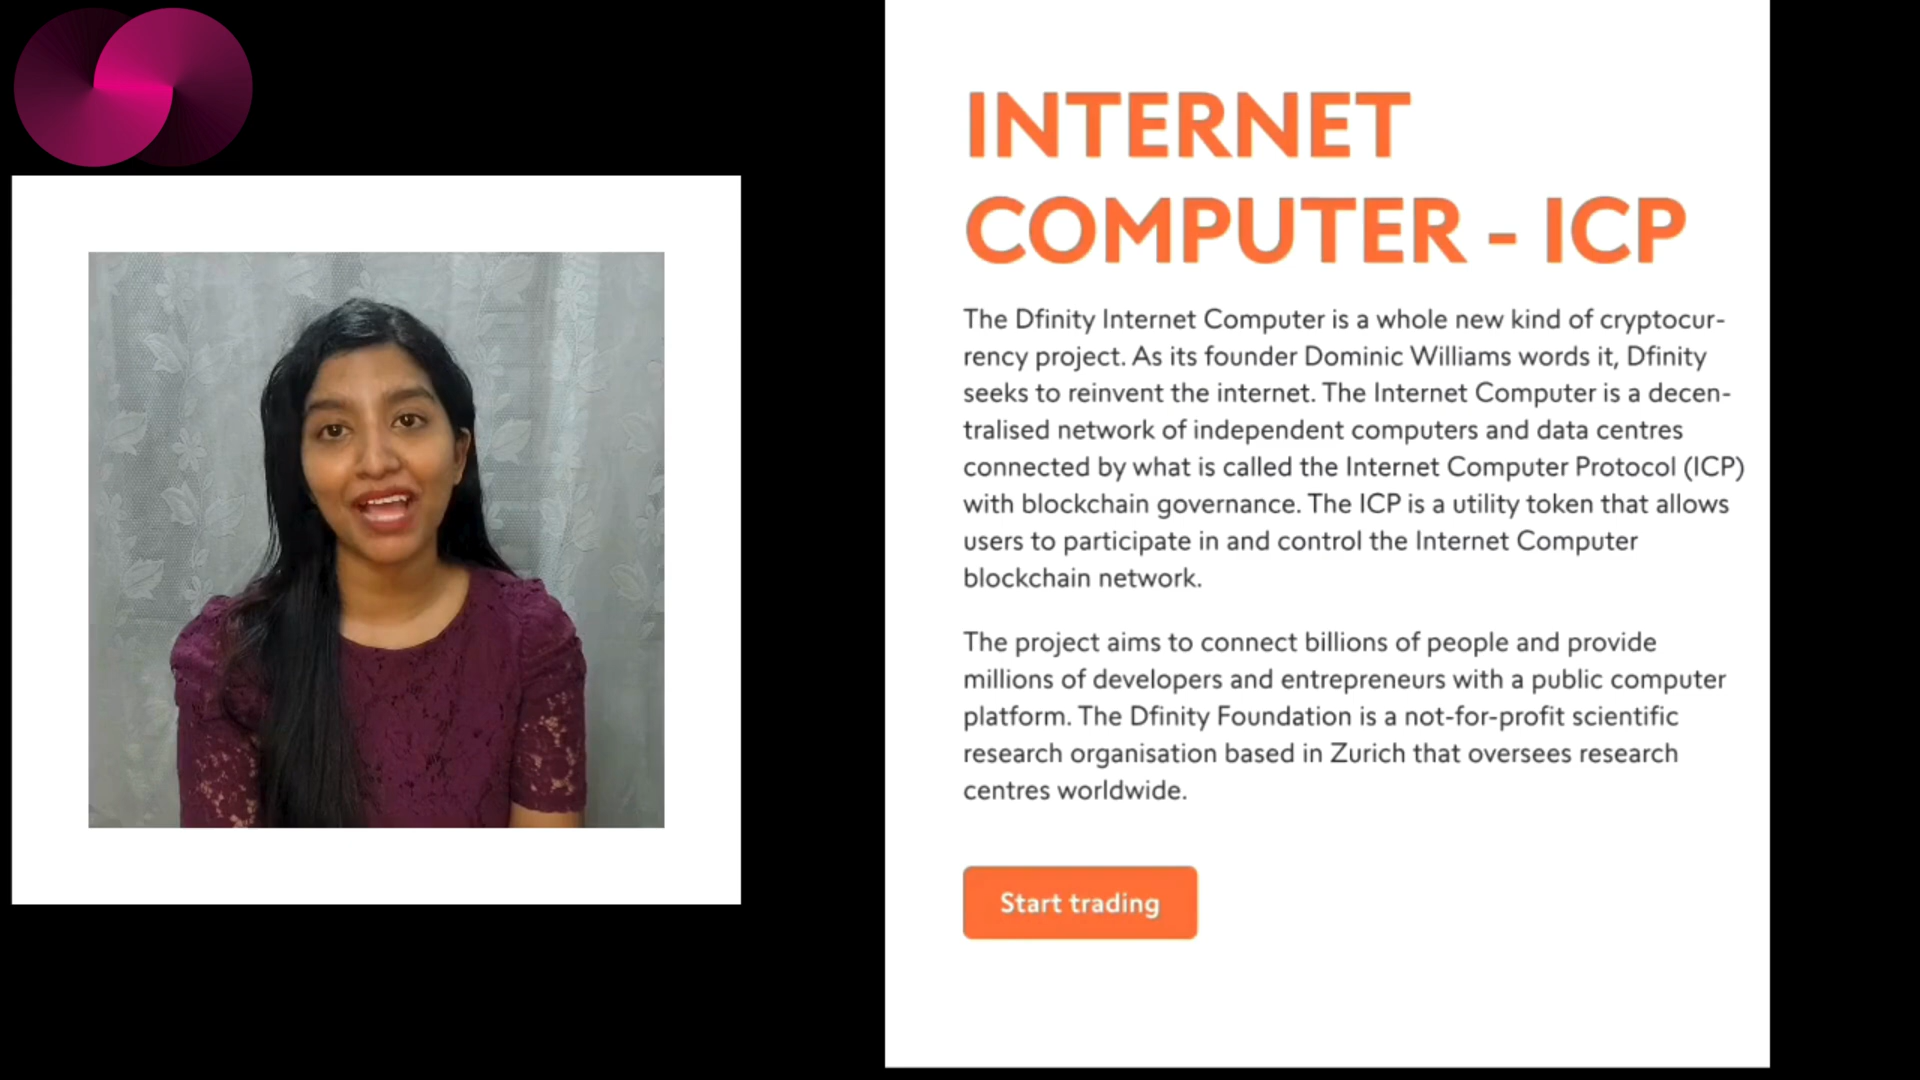 INTERNET
COMPUTER - ICP
The Dfinity Internet Computer is a whole new kind of cryptocur-
rency project. As its founder Dominic Williams words it, Dfinity
seeks to reinvent the internet. The Internet Computer is a decen-
tralised network of independent computers and data centres
connected by what is called the Internet Computer Protocol (ICP)
with blockchain governance. The ICP is a utility token that allows
users to participate in and control the Internet Computer
blockchain network.
The project aims to connect billions of people and provide
millions of developers and entrepreneurs with a public computer
platform. The Dfinity Foundation is a not-for-profit scientific
research organisation based in Zurich that oversees research
centres worldwide.
Start trading